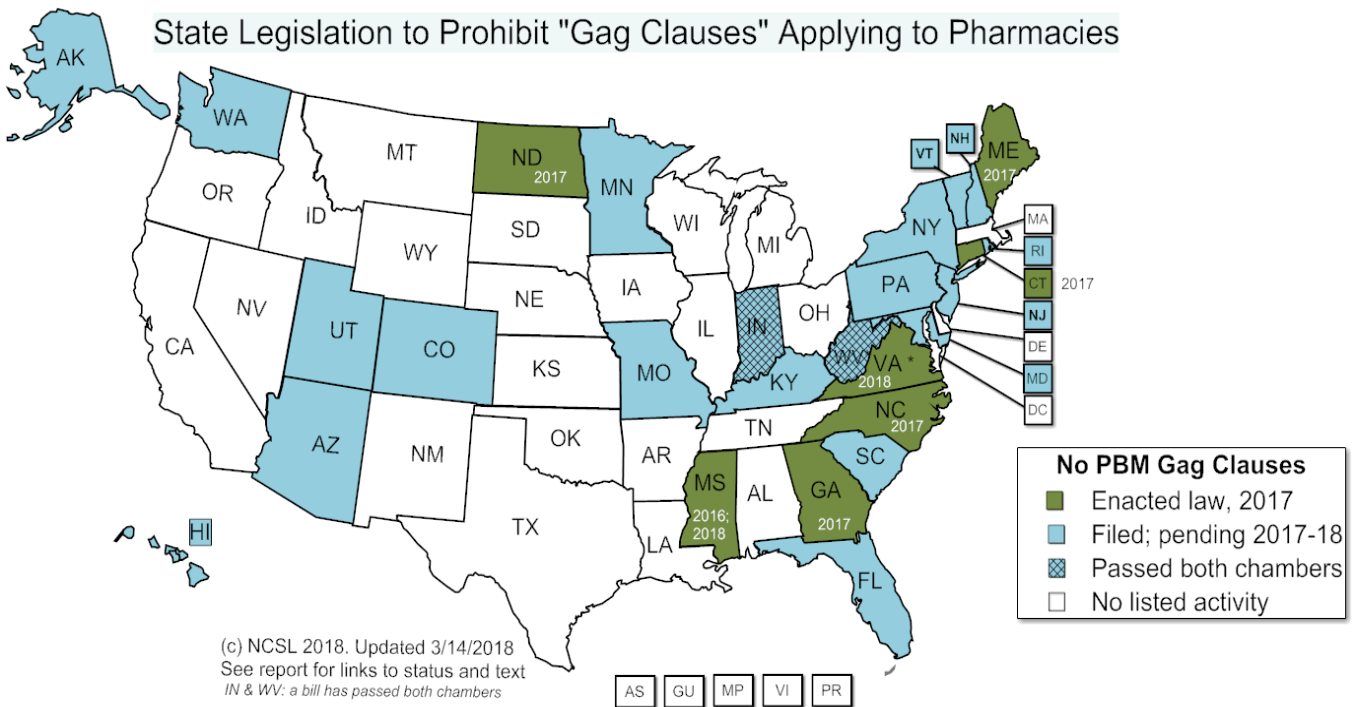 State Legislation to Prohibit "Gag Clauses" Applying to Pharmacies
AK
WA
MT
ND
2017
MN
VT
NH
ME
2017
OR
ID
WY
SD
WI
MI
NY
MA
RI
CT 2017
NJ
DE
MD
DC
NV
UT
CO
NE
IA
IL
IN
OH
PA
CA
KS
MO
KY
WV
VA *
2018
AZ
NM
OK
AR
TN
NC
2017
SC
MS
2016;
2018
AL
GA
2017
TX
LA
FL
HI
No PBM Gag Clauses
Enacted law, 2017
Filed; pending 2017-18
Passed both chambers
No listed activity
(c) NCSL 2018. Updated 3/14/2018
See report for links to status and text
IN & WV: a bill has passed both chambers
AS GU MP VI PR